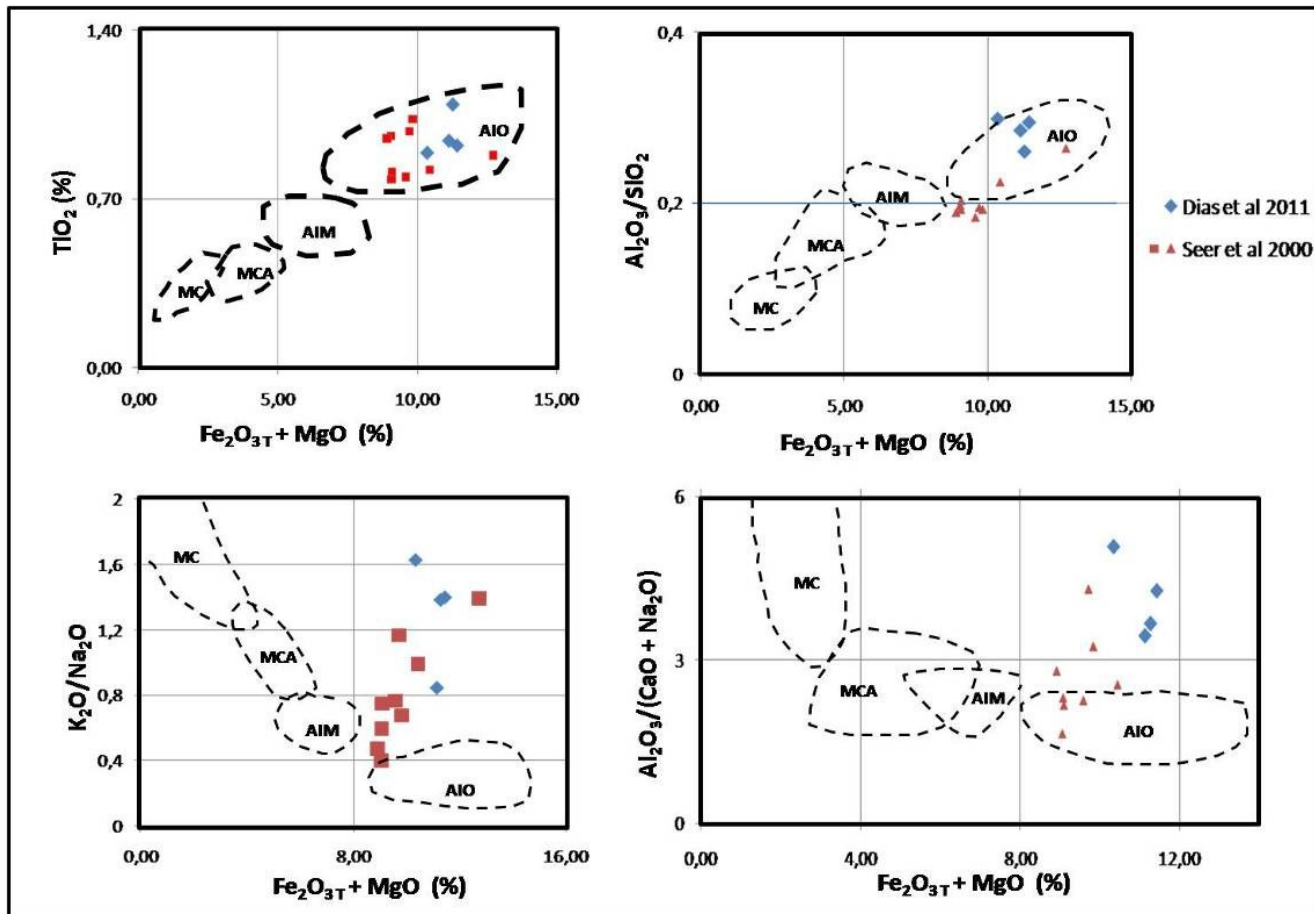 1,40
TIO₂ (%)
0,70
0,00
AIO
AIM
MCA
MC
0,00 5,00 10,00 15,00
Fe₂O₃T + MgO (%)
0,4
Al₂O₃/SIO₂
0,2
0
AIO
AIM
MCA
MC
0,00 5,00 10,00 15,00
Fe₂O₃T + MgO (%)
Dias et al 2011
Seer et al 2000
2
1,6
1,2
K₂O/Na₂O
0,8
0,4
0
MC
MCA
AIM
AIO
0,00 8,00 16,00
Fe₂O₃T + MgO (%)
6
Al₂O₃/(CaO + Na₂O)
3
0
MC
MCA
AIM
AIO
0,00 4,00 8,00 12,00
Fe₂O₃T + MgO (%)